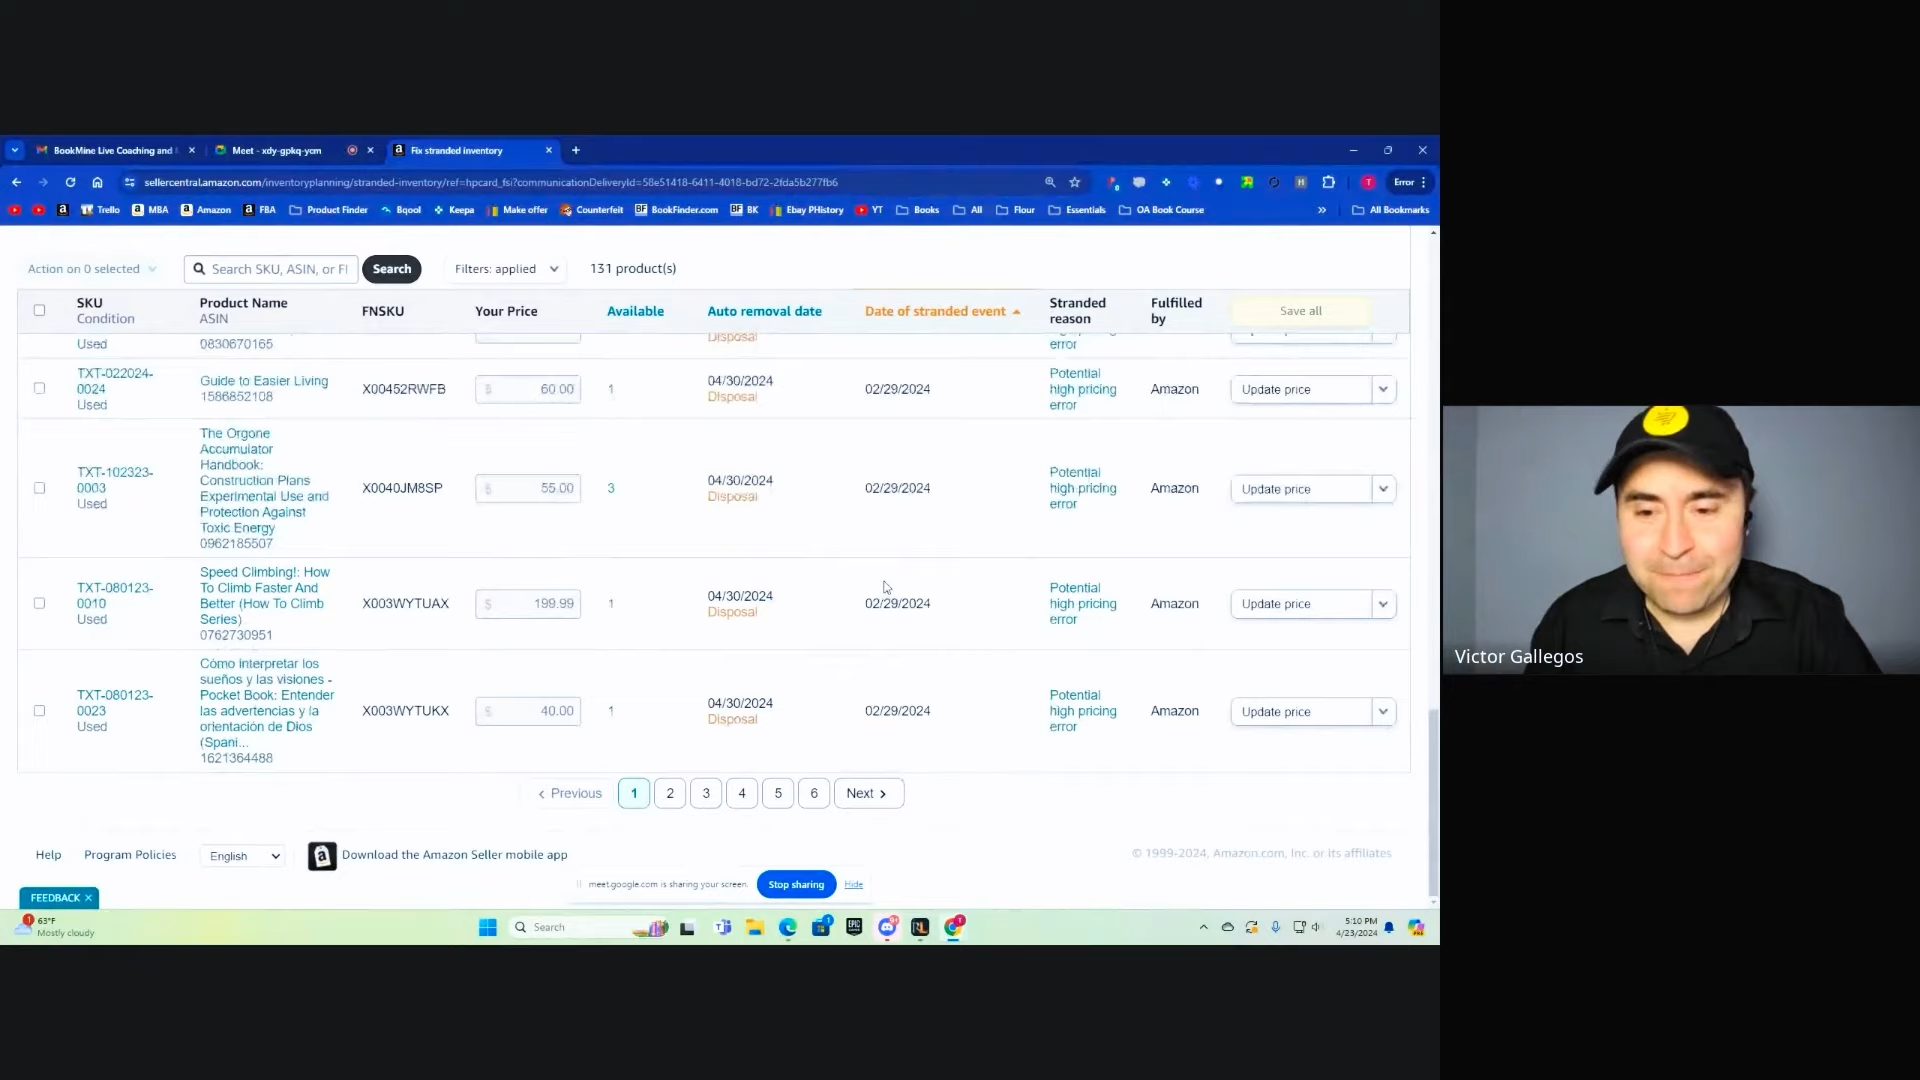 BookMine Live Coaching and
Meet - xdy-gpkq-ycm
Fix stranded inventory
sellercentral.amazon.com/inventoryplanning/stranded-inventory/ref=hpcard_fsi?communicationDeliveryId=58e51418-6411-4018-bd72-2fda5b277fb6
Error
Trello
MBA
Amazon
FBA
Product Finder
Bqool
Keepa
Make offer
Counterfeit
BookFinder.com
BK
Ebay PHistory
YT
Books
All
Flour
Essentials
OA Book Course
All Bookmarks
Action on 0 selected
Search SKU, ASIN, or FI
Search
Filters: applied
131 product(s)
SKU
Condition
Product Name
ASIN
FNSKU
Your Price
Available
Auto removal date
Date of stranded event
Stranded
reason
Fulfilled
by
Save all
Used
0830670165
Disposal
error
TXT-022024-
0024
Used
Guide to Easier Living
1586852108
X00452RWFB
$ 60.00
1
04/30/2024
Disposal
02/29/2024
Potential
high pricing
error
Amazon
Update price
TXT-102323-
0003
Used
The Orgone
Accumulator
Handbook:
Construction Plans
Experimental Use and
Protection Against
Toxic Energy
0962185507
X0040JM8SP
$ 55.00
3
04/30/2024
Disposal
02/29/2024
Potential
high pricing
error
Amazon
Update price
TXT-080123-
0010
Used
Speed Climbing!: How
To Climb Faster And
Better (How To Climb
Series)
0762730951
X003WYTUAX
$ 199.99
1
04/30/2024
Disposal
02/29/2024
Potential
high pricing
error
Amazon
Update price
TXT-080123-
0023
Used
Cómo interpretar los
sueños y las visiones -
Pocket Book: Entender
las advertencias y la
orientación de Dios
(Spani...
1621364488
X003WYTUKX
$ 40.00
1
04/30/2024
Disposal
02/29/2024
Potential
high pricing
error
Amazon
Update price
Previous
1
2
3
4
5
6
Next
Help
Program Policies
English
Download the Amazon Seller mobile app
© 1999-2024, Amazon.com, Inc. or its affiliates
meet.google.com is sharing your screen.
Stop sharing
Hide
FEEDBACK
63°F
Mostly cloudy
Search
5:10 PM
4/23/2024
Victor Gallegos